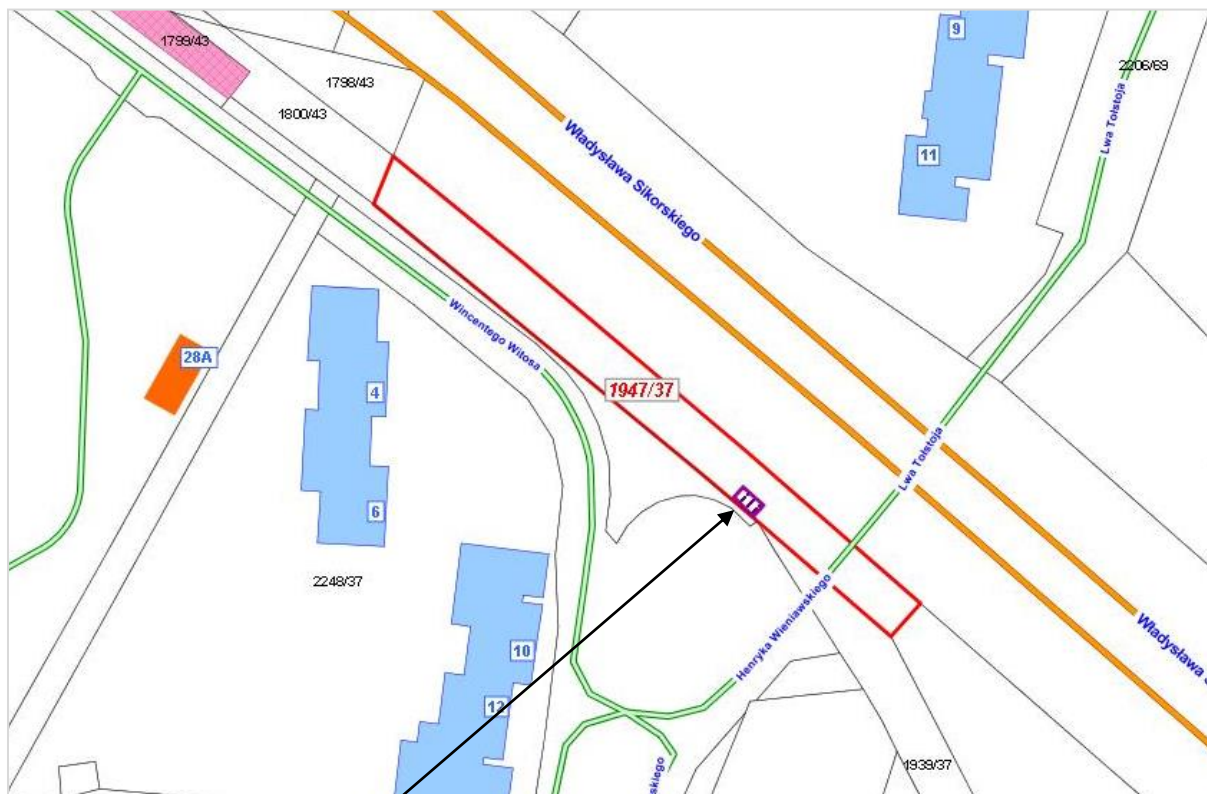 1799/43
9
1798/43
2206/69
1800/43
Władysława Sikorskiego
Lwa Tołstoja
11
Wincentego Witosa
28A
1947/37
4
Lwa Tołstoja
6
2248/37
Henryka Wieniawskiego
10
Władysława S
12
1939/37
skiego